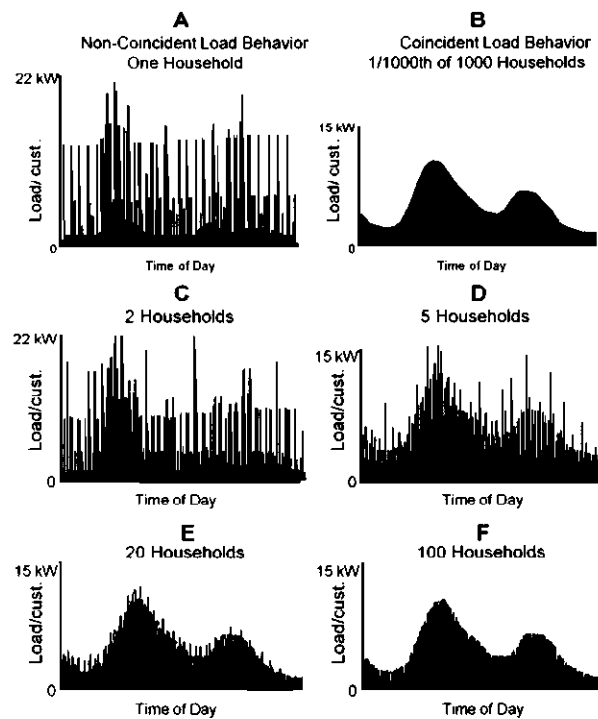 A
Non-Coincident Load Behavior
One Household
22 kW
Load/ cust.
0
Time of Day
B
Coincident Load Behavior
1/1000th of 1000 Households
15 kW
Load/ cust.
0
Time of Day
C
2 Households
22 kW
Load/cust.
0
Time of Day
D
5 Households
15 kW
Load/cust.
0
Time of Day
E
20 Households
15 kW
Load/cust.
0
Time of Day
F
100 Households
15 kW
Load/cust.
0
Time of Day